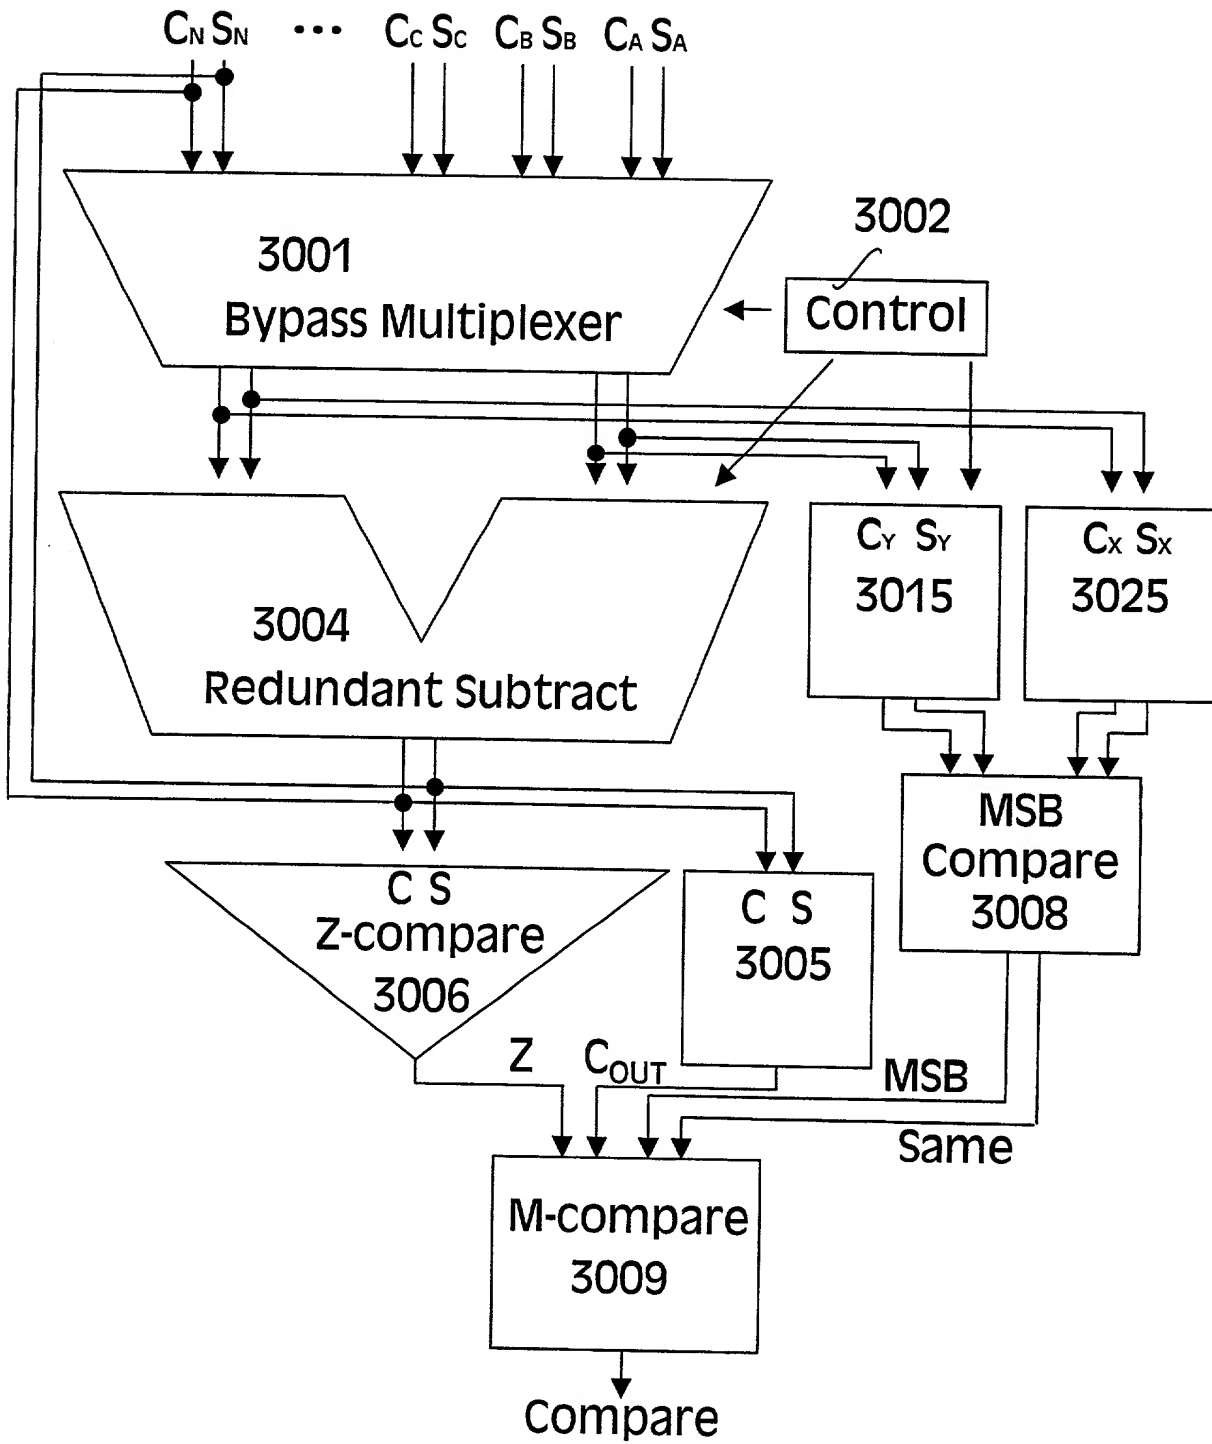 CN SN ••• CC SC CB SB CA SA
3002
3001
Bypass Multiplexer
Control
CY SY
3015
CX SX
3025
3004
Redundant Subtract
MSB
Compare
3008
C S
Z-compare
3006
C S
3005
Z
COUT
MSB
Same
M-compare
3009
Compare